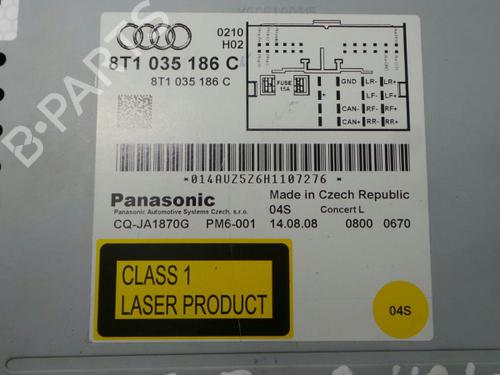 0210
H02
8T1 035 186 C
8T1 035 186 C
FUSE
15A
+
GND
CAN-
CAN+
LR- LR+
LF- LF+
RF- RF+
RR- RR+
*014AUZ5Z6H1107276 *
Panasonic
Panasonic Automotive Systems Czech, s.r.o.
CQ-JA1870G PM6-001
Made in Czech Republic
04S Concert L
14.08.08 0800 0670
CLASS 1
LASER PRODUCT
04S
B-PARTS